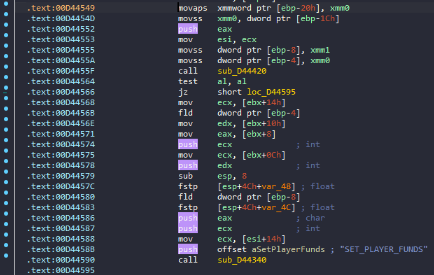 .text:00D44549 movaps xmmword ptr [ebp-20h], xmm0
.text:00D4454D movss xmm0, dword ptr [ebp-1Ch]
.text:00D44552 push eax
.text:00D44553 mov esi, ecx
.text:00D44555 movss dword ptr [ebp-8], xmm1
.text:00D4455A movss dword ptr [ebp-4], xmm0
.text:00D4455F call sub_D44420
.text:00D44564 test al, al
.text:00D44566 jz short loc_D44595
.text:00D44568 mov ecx, [ebx+14h]
.text:00D4456B fld dword ptr [ebp-4]
.text:00D4456E mov edx, [ebx+10h]
.text:00D44571 mov eax, [ebx+8]
.text:00D44574 push ecx ; int
.text:00D44575 mov ecx, [ebx+0Ch]
.text:00D44578 push edx ; int
.text:00D44579 sub esp, 8
.text:00D4457C fstp [esp+4Ch+var_48] ; float
.text:00D44580 fld dword ptr [ebp-8]
.text:00D44583 fstp [esp+4Ch+var_4C] ; float
.text:00D44586 push eax ; char
.text:00D44587 push ecx ; int
.text:00D44588 mov ecx, [esi+14h]
.text:00D4458B push offset aSetPlayerFunds ; "SET_PLAYER_FUNDS"
.text:00D44590 call sub_D44340
.text:00D44595